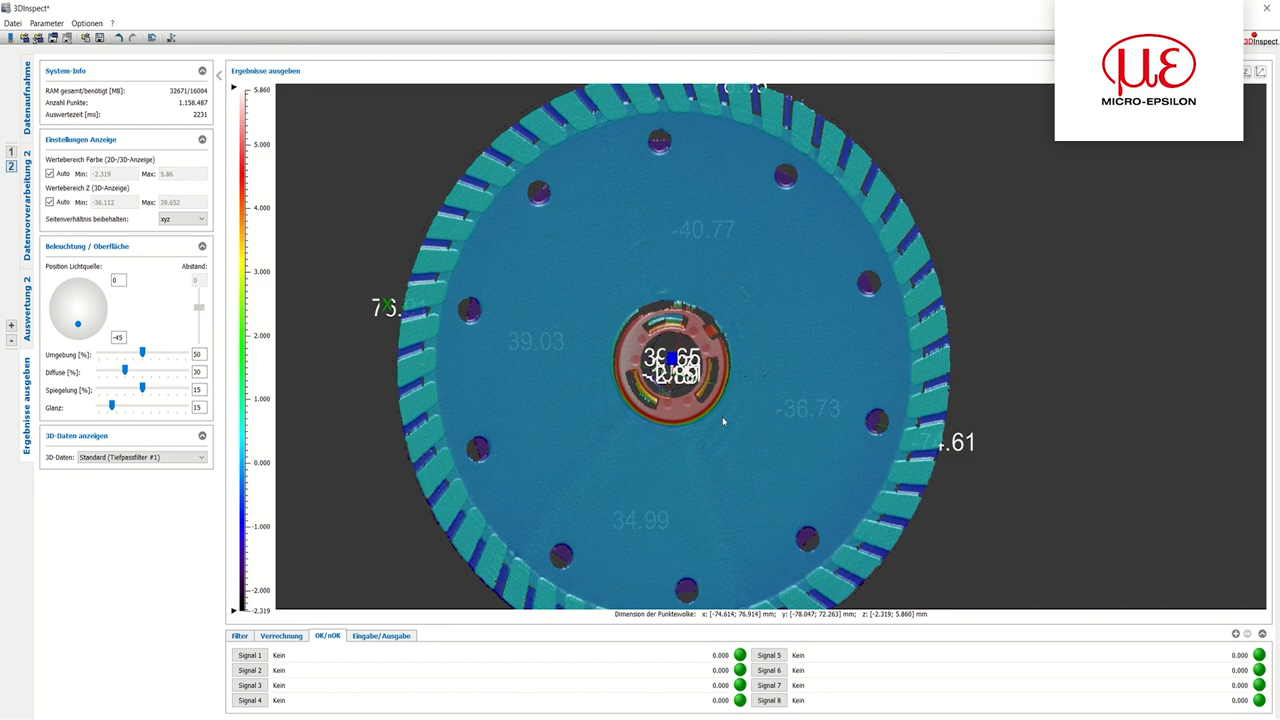 3DInspect*
Datei Parameter Optionen ?
MICRO-EPSILON
3DInspect
Datenaufnahme
Datenvorverarbeitung 2
Auswertung 2
Ergebnisse ausgeben
1
2
+
-
System-Info
RAM gesamt/benötigt [MB]: 32671/16004
Anzahl Punkte: 1.158.487
Auswertezeit [ms]: 2231
Einstellungen Anzeige
Wertebereich Farbe (2D-/3D-Anzeige)
Auto Min: -2.319 Max: 5.86
Wertebereich Z (3D-Anzeige)
Auto Min: -36.112 Max: 39.652
Seitenverhältnis beibehalten: xyz
Beleuchtung / Oberfläche
Position Lichtquelle: Abstand:
0 0
-45
Umgebung [%]: 50
Diffuse [%]: 30
Spiegelung [%]: 15
Glanz: 15
3D-Daten anzeigen
3D-Daten: Standard (Tiefpassfilter #1)
Ergebnisse ausgeben
5.860
5.000
4.000
3.000
2.000
1.000
0.000
-1.000
-2.000
-2.319
-40.77
39.03
39.65
-36.73
34.99
Dimension der Punktewolke: x: [-74.614; 76.914] mm; y: [-78.047; 72.263] mm; z: [-2.319; 5.860] mm
Filter Verrechnung OK/nOK Eingabe/Ausgabe
Signal 1 Kein 0.000 Signal 5 Kein 0.000
Signal 2 Kein 0.000 Signal 6 Kein 0.000
Signal 3 Kein 0.000 Signal 7 Kein 0.000
Signal 4 Kein 0.000 Signal 8 Kein 0.000